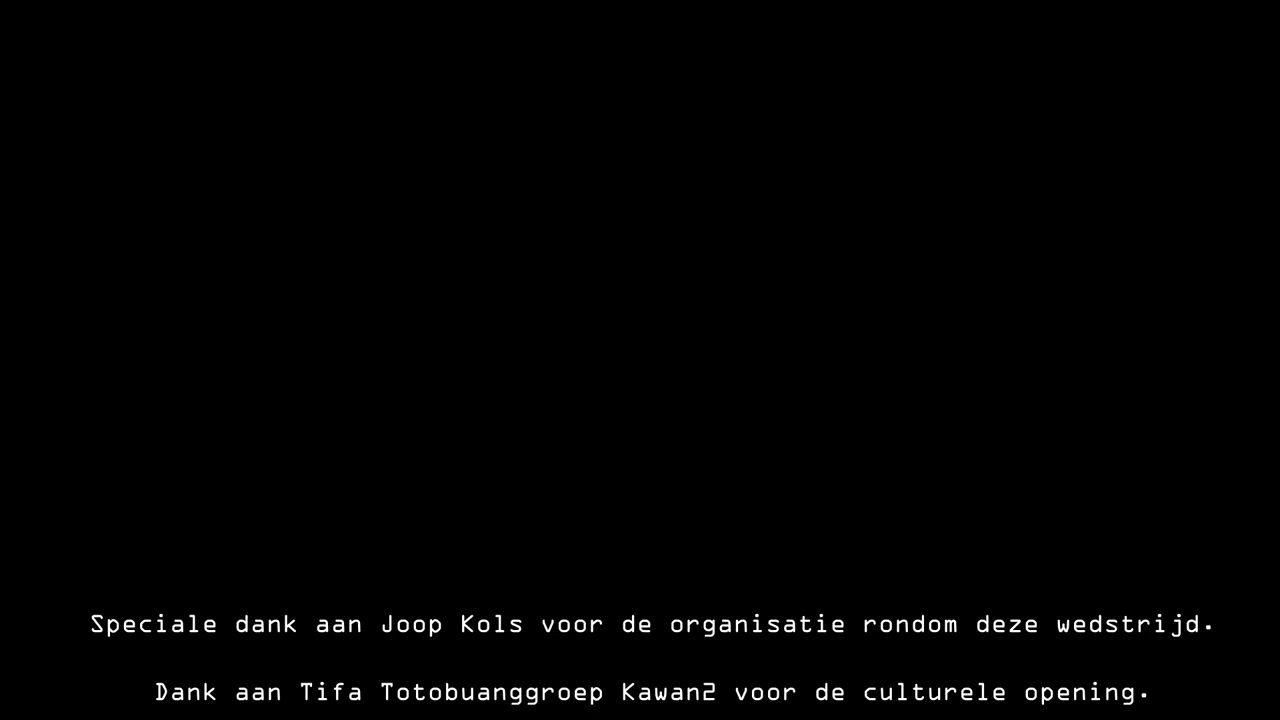 Speciale dank aan Joop Kols voor de organisatie rondom deze wedstrijd.
Dank aan Tifa Totobuanggroep Kawan2 voor de culturele opening.